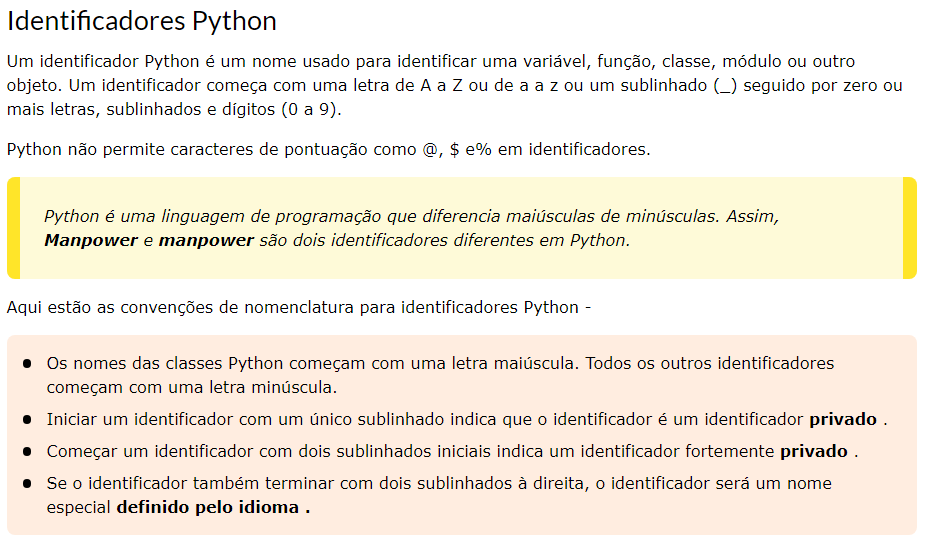 Identificadores Python
Um identificador Python é um nome usado para identificar uma variável, função, classe, módulo ou outro
objeto. Um identificador começa com uma letra de A a Z ou de a a z ou um sublinhado (_) seguido por zero ou
mais letras, sublinhados e dígitos (0 a 9).
Python não permite caracteres de pontuação como @, $ e% em identificadores.
Python é uma linguagem de programação que diferencia maiúsculas de minúsculas. Assim,
Manpower e manpower são dois identificadores diferentes em Python.
Aqui estão as convenções de nomenclatura para identificadores Python -
● Os nomes das classes Python começam com uma letra maiúscula. Todos os outros identificadores
começam com uma letra minúscula.
● Iniciar um identificador com um único sublinhado indica que o identificador é um identificador privado .
● Começar um identificador com dois sublinhados iniciais indica um identificador fortemente privado .
● Se o identificador também terminar com dois sublinhados à direita, o identificador será um nome
especial definido pelo idioma .